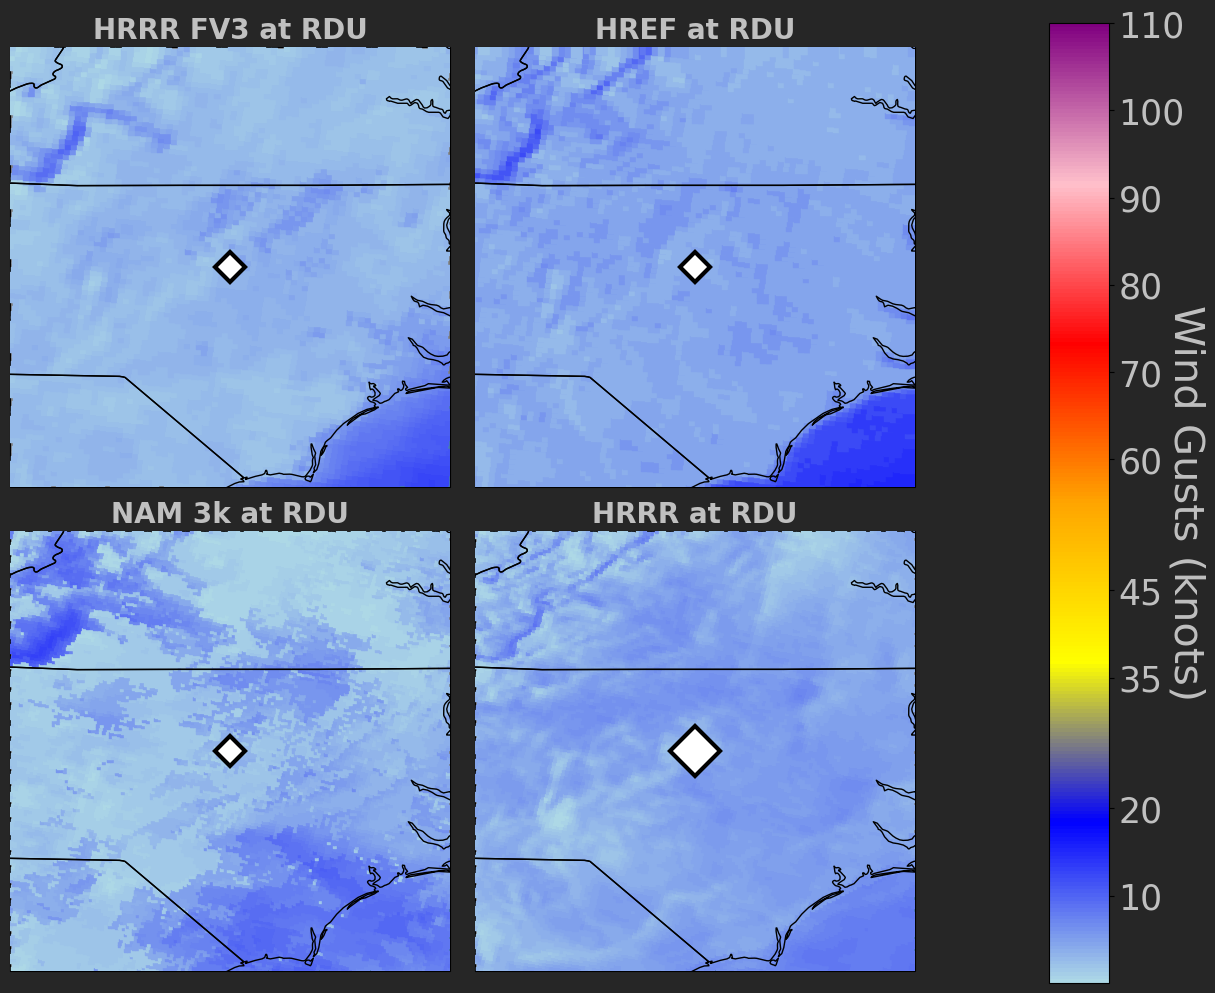 HRRR FV3 at RDU
HREF at RDU
NAM 3k at RDU
HRRR at RDU
110
100
90
80
70
60
45
35
20
10
Wind Gusts (knots)